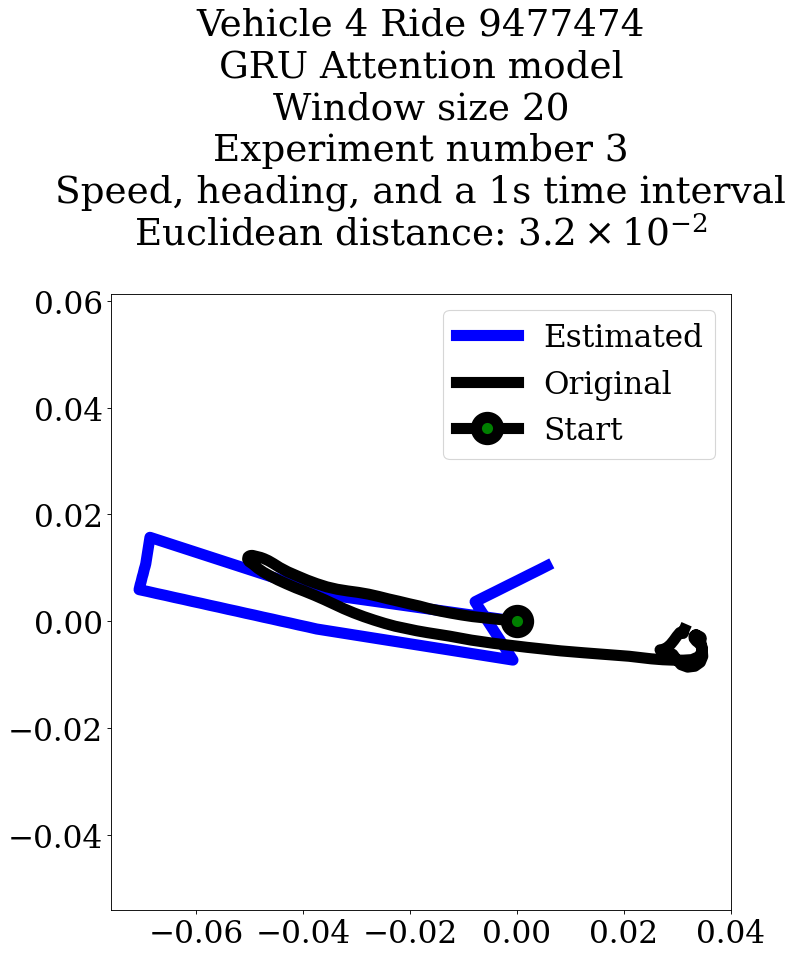 Vehicle 4 Ride 9477474
GRU Attention model
Window size 20
Experiment number 3
Speed, heading, and a 1s time interval
Euclidean distance: 3.2 × 10⁻²
Estimated
Original
Start
0.06
0.04
0.02
0.00
−0.02
−0.04
−0.06 −0.04 −0.02 0.00 0.02 0.04